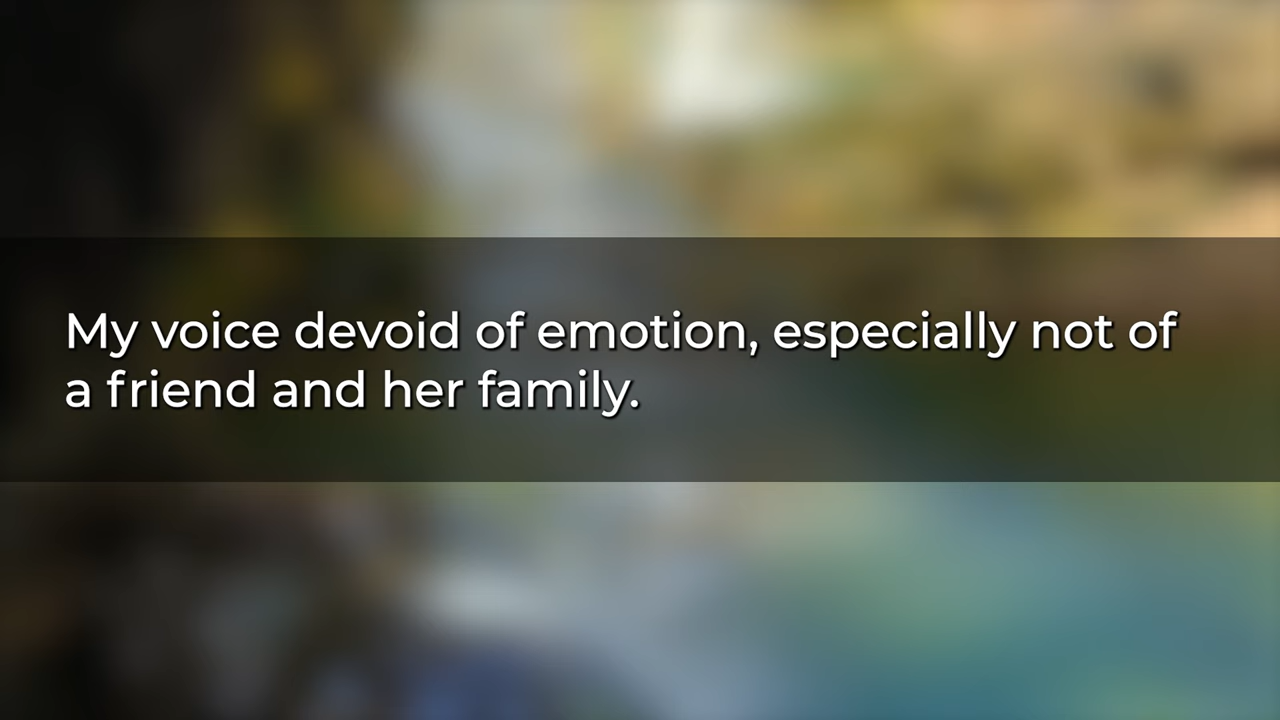 My voice devoid of emotion, especially not of
a friend and her family.